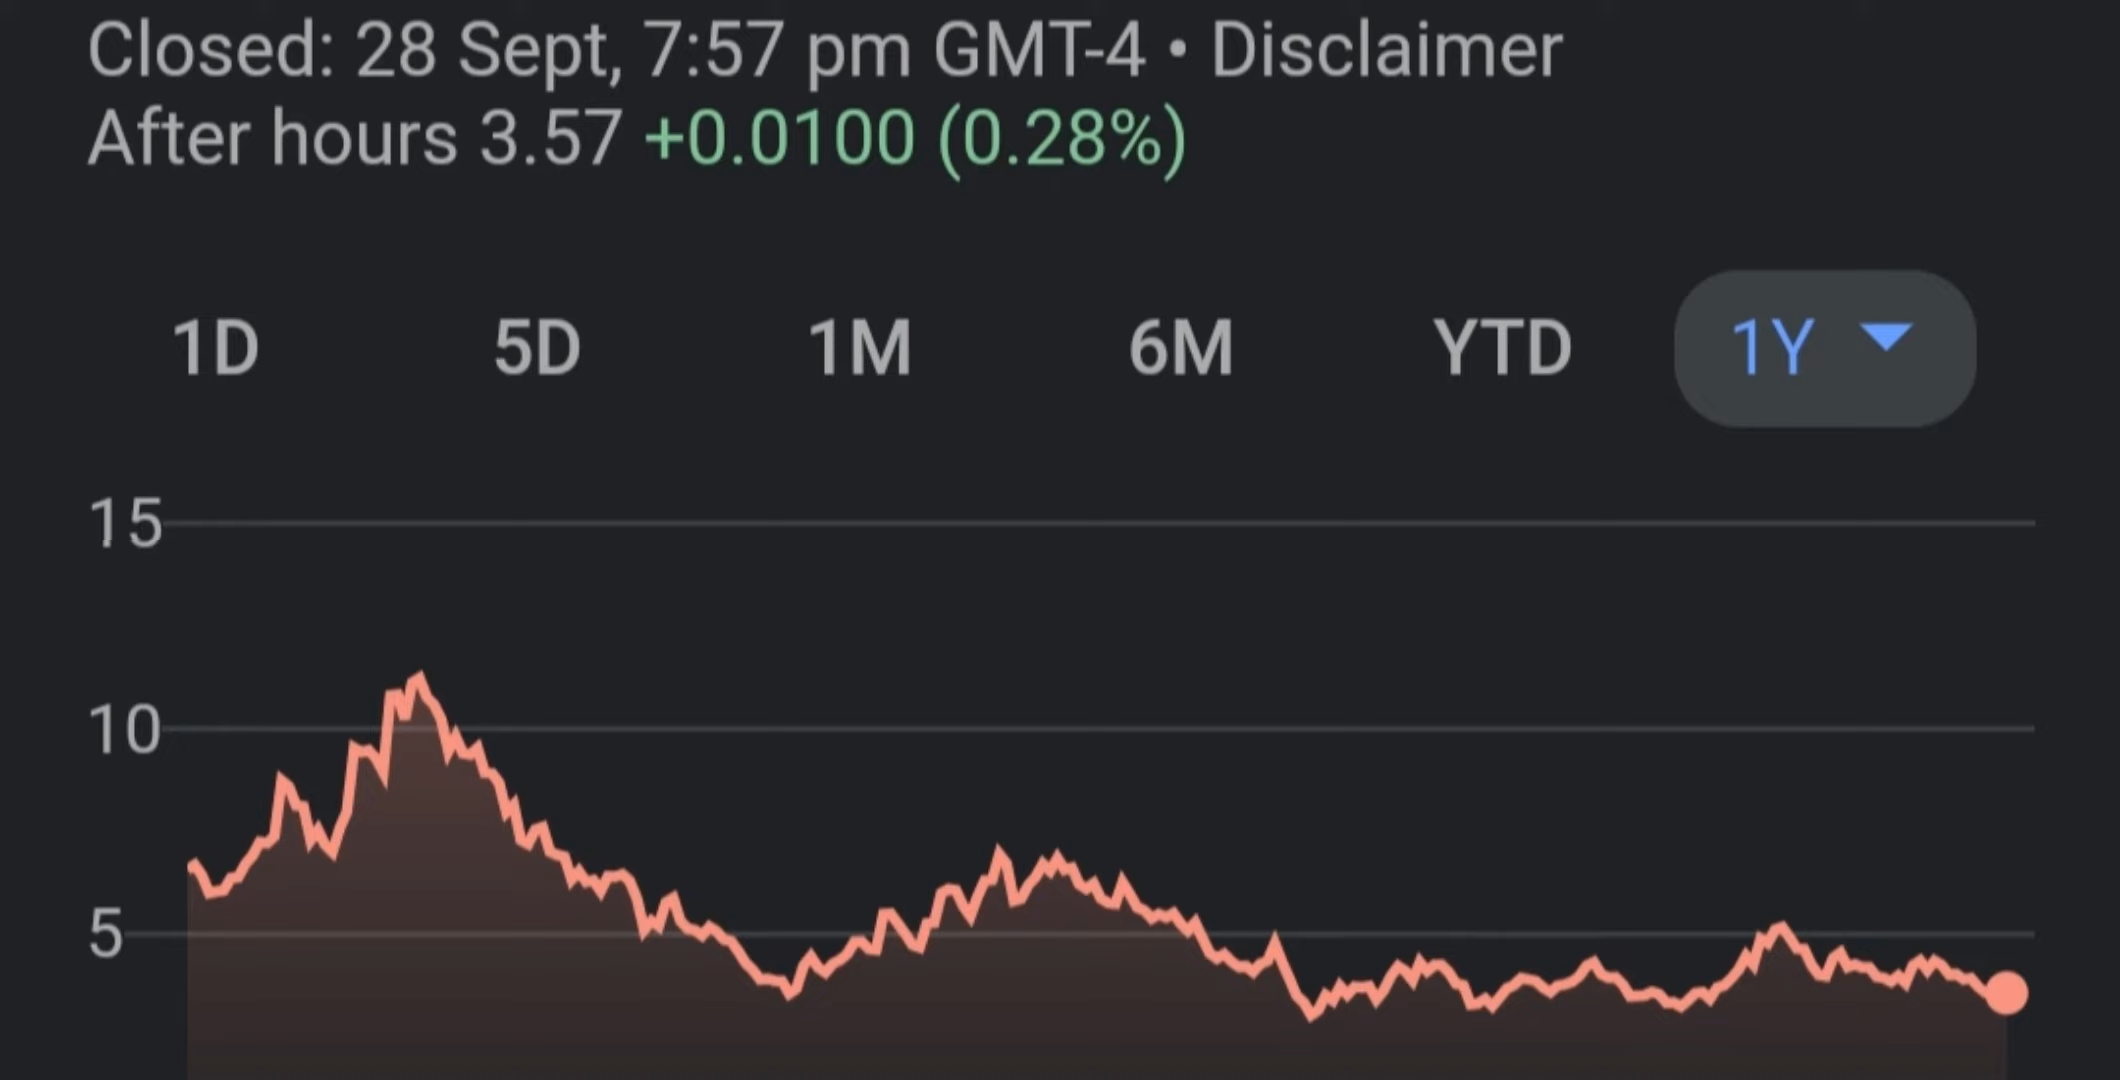 Closed: 28 Sept, 7:57 pm GMT-4 • Disclaimer
After hours 3.57 +0.0100 (0.28%)
1D 5D 1M 6M YTD 1Y
15
10
5